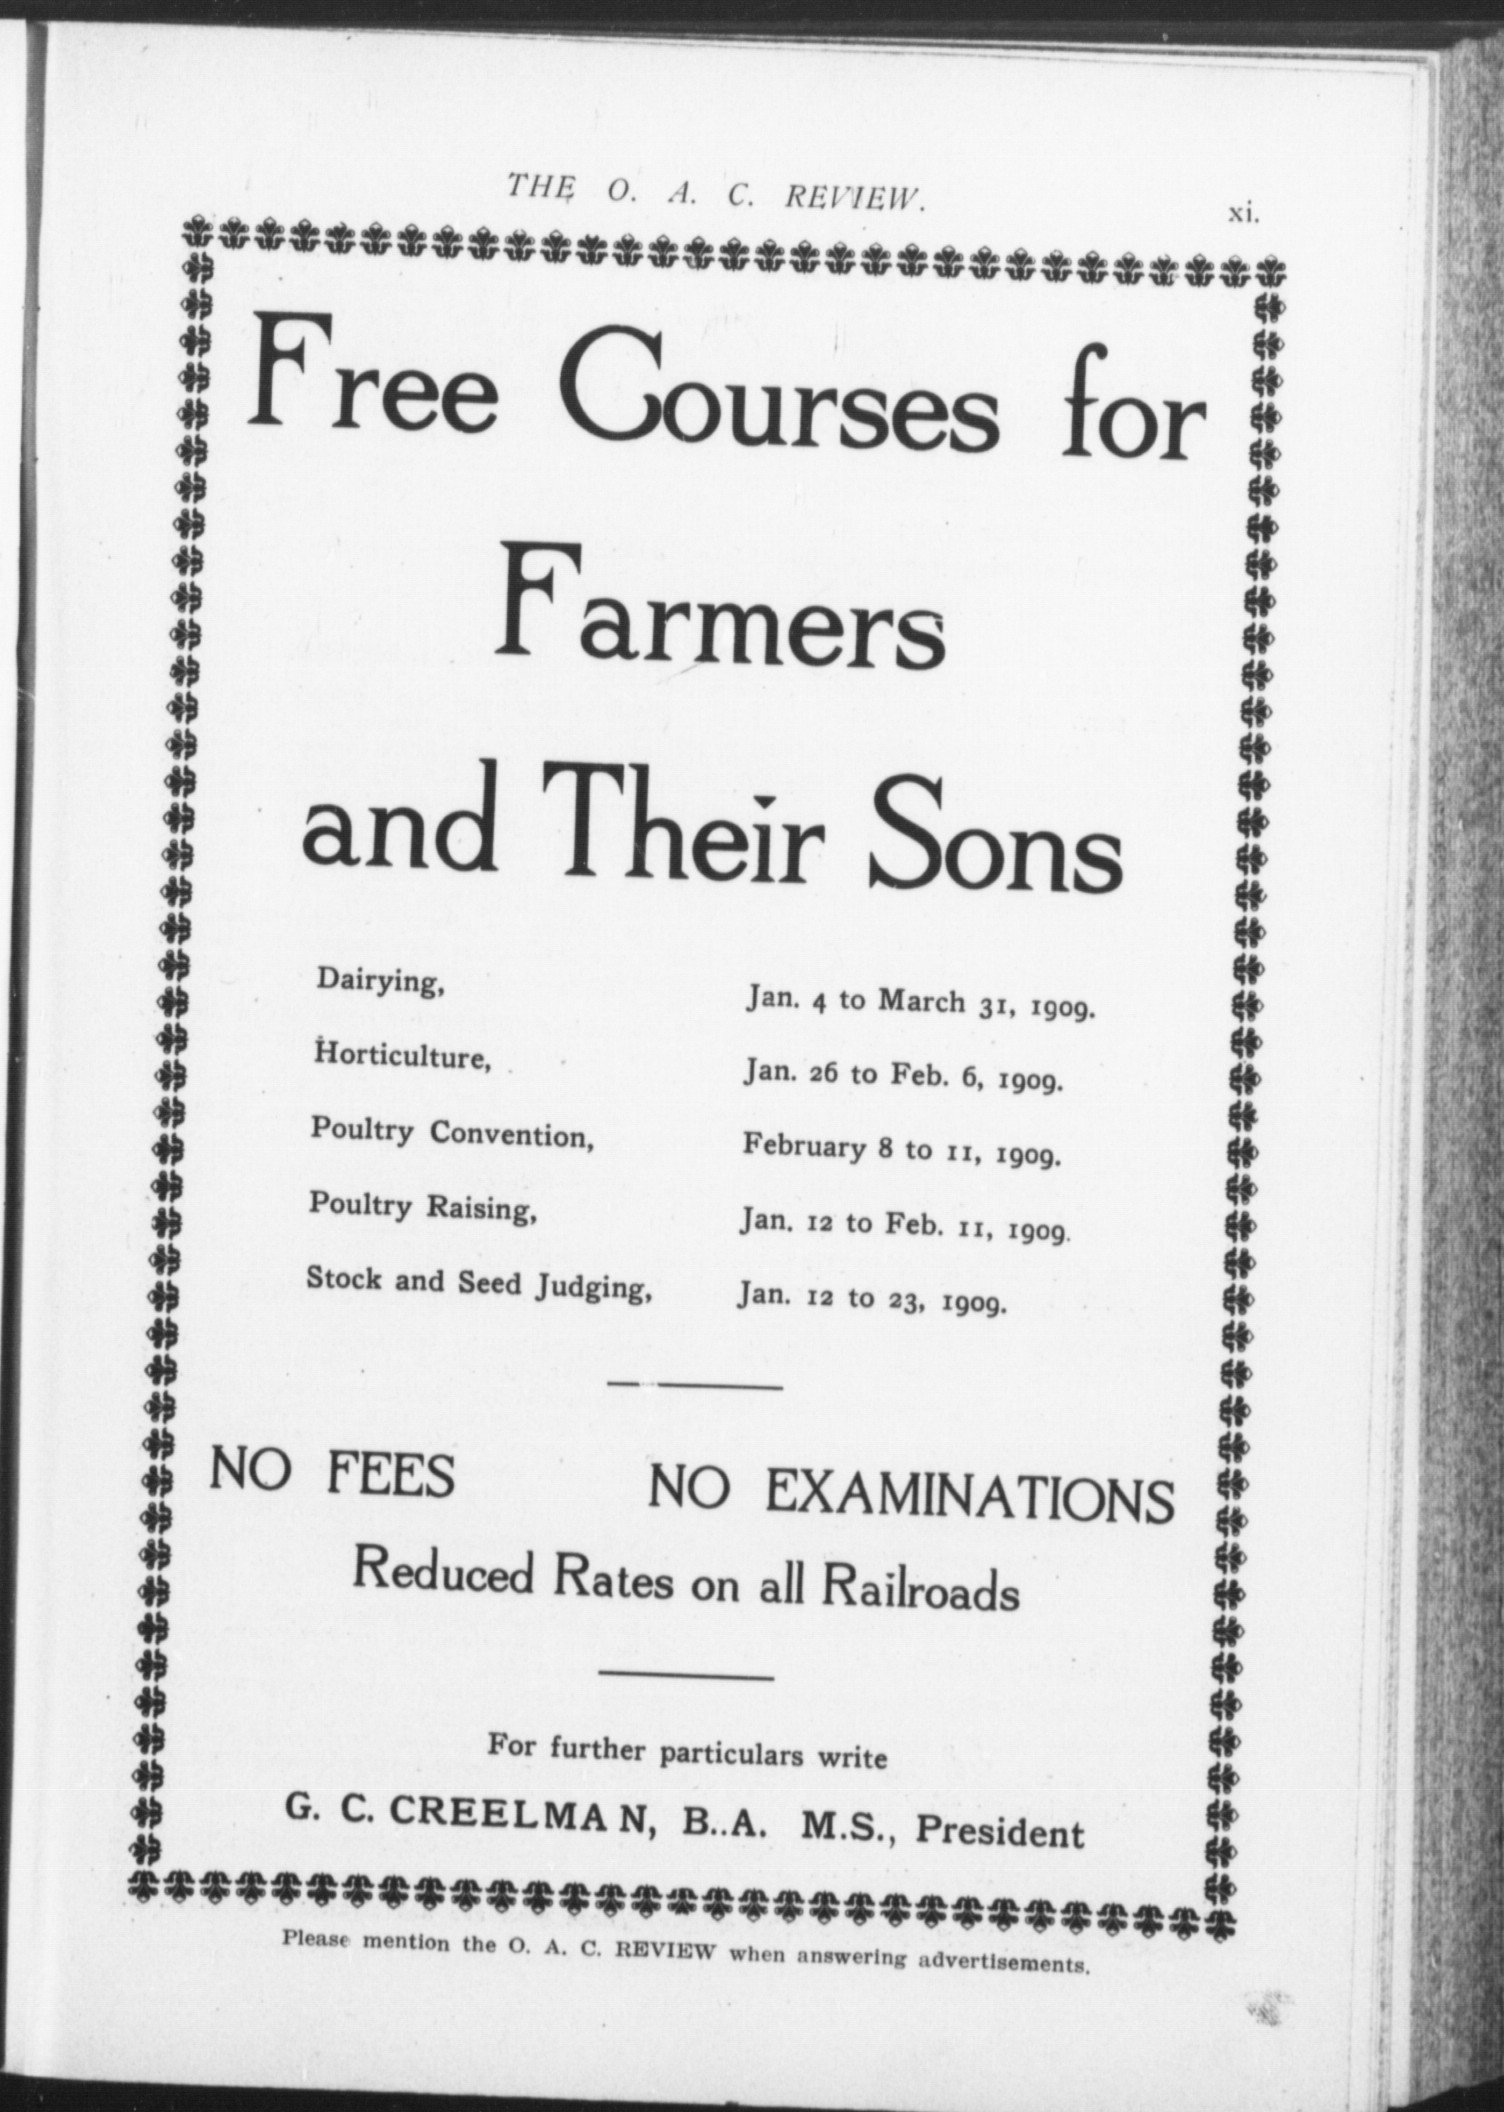 THE O. A. C. REVIEW. xi.
Free Courses for
Farmers
and Their Sons
Dairying, Jan. 4 to March 31, 1909.
Horticulture, Jan. 26 to Feb. 6, 1909.
Poultry Convention, February 8 to 11, 1909.
Poultry Raising, Jan. 12 to Feb. 11, 1909.
Stock and Seed Judging, Jan. 12 to 23, 1909.
NO FEES NO EXAMINATIONS
Reduced Rates on all Railroads
For further particulars write
G. C. CREELMAN, B..A. M.S., President
Please mention the O. A. C. REVIEW when answering advertisements.